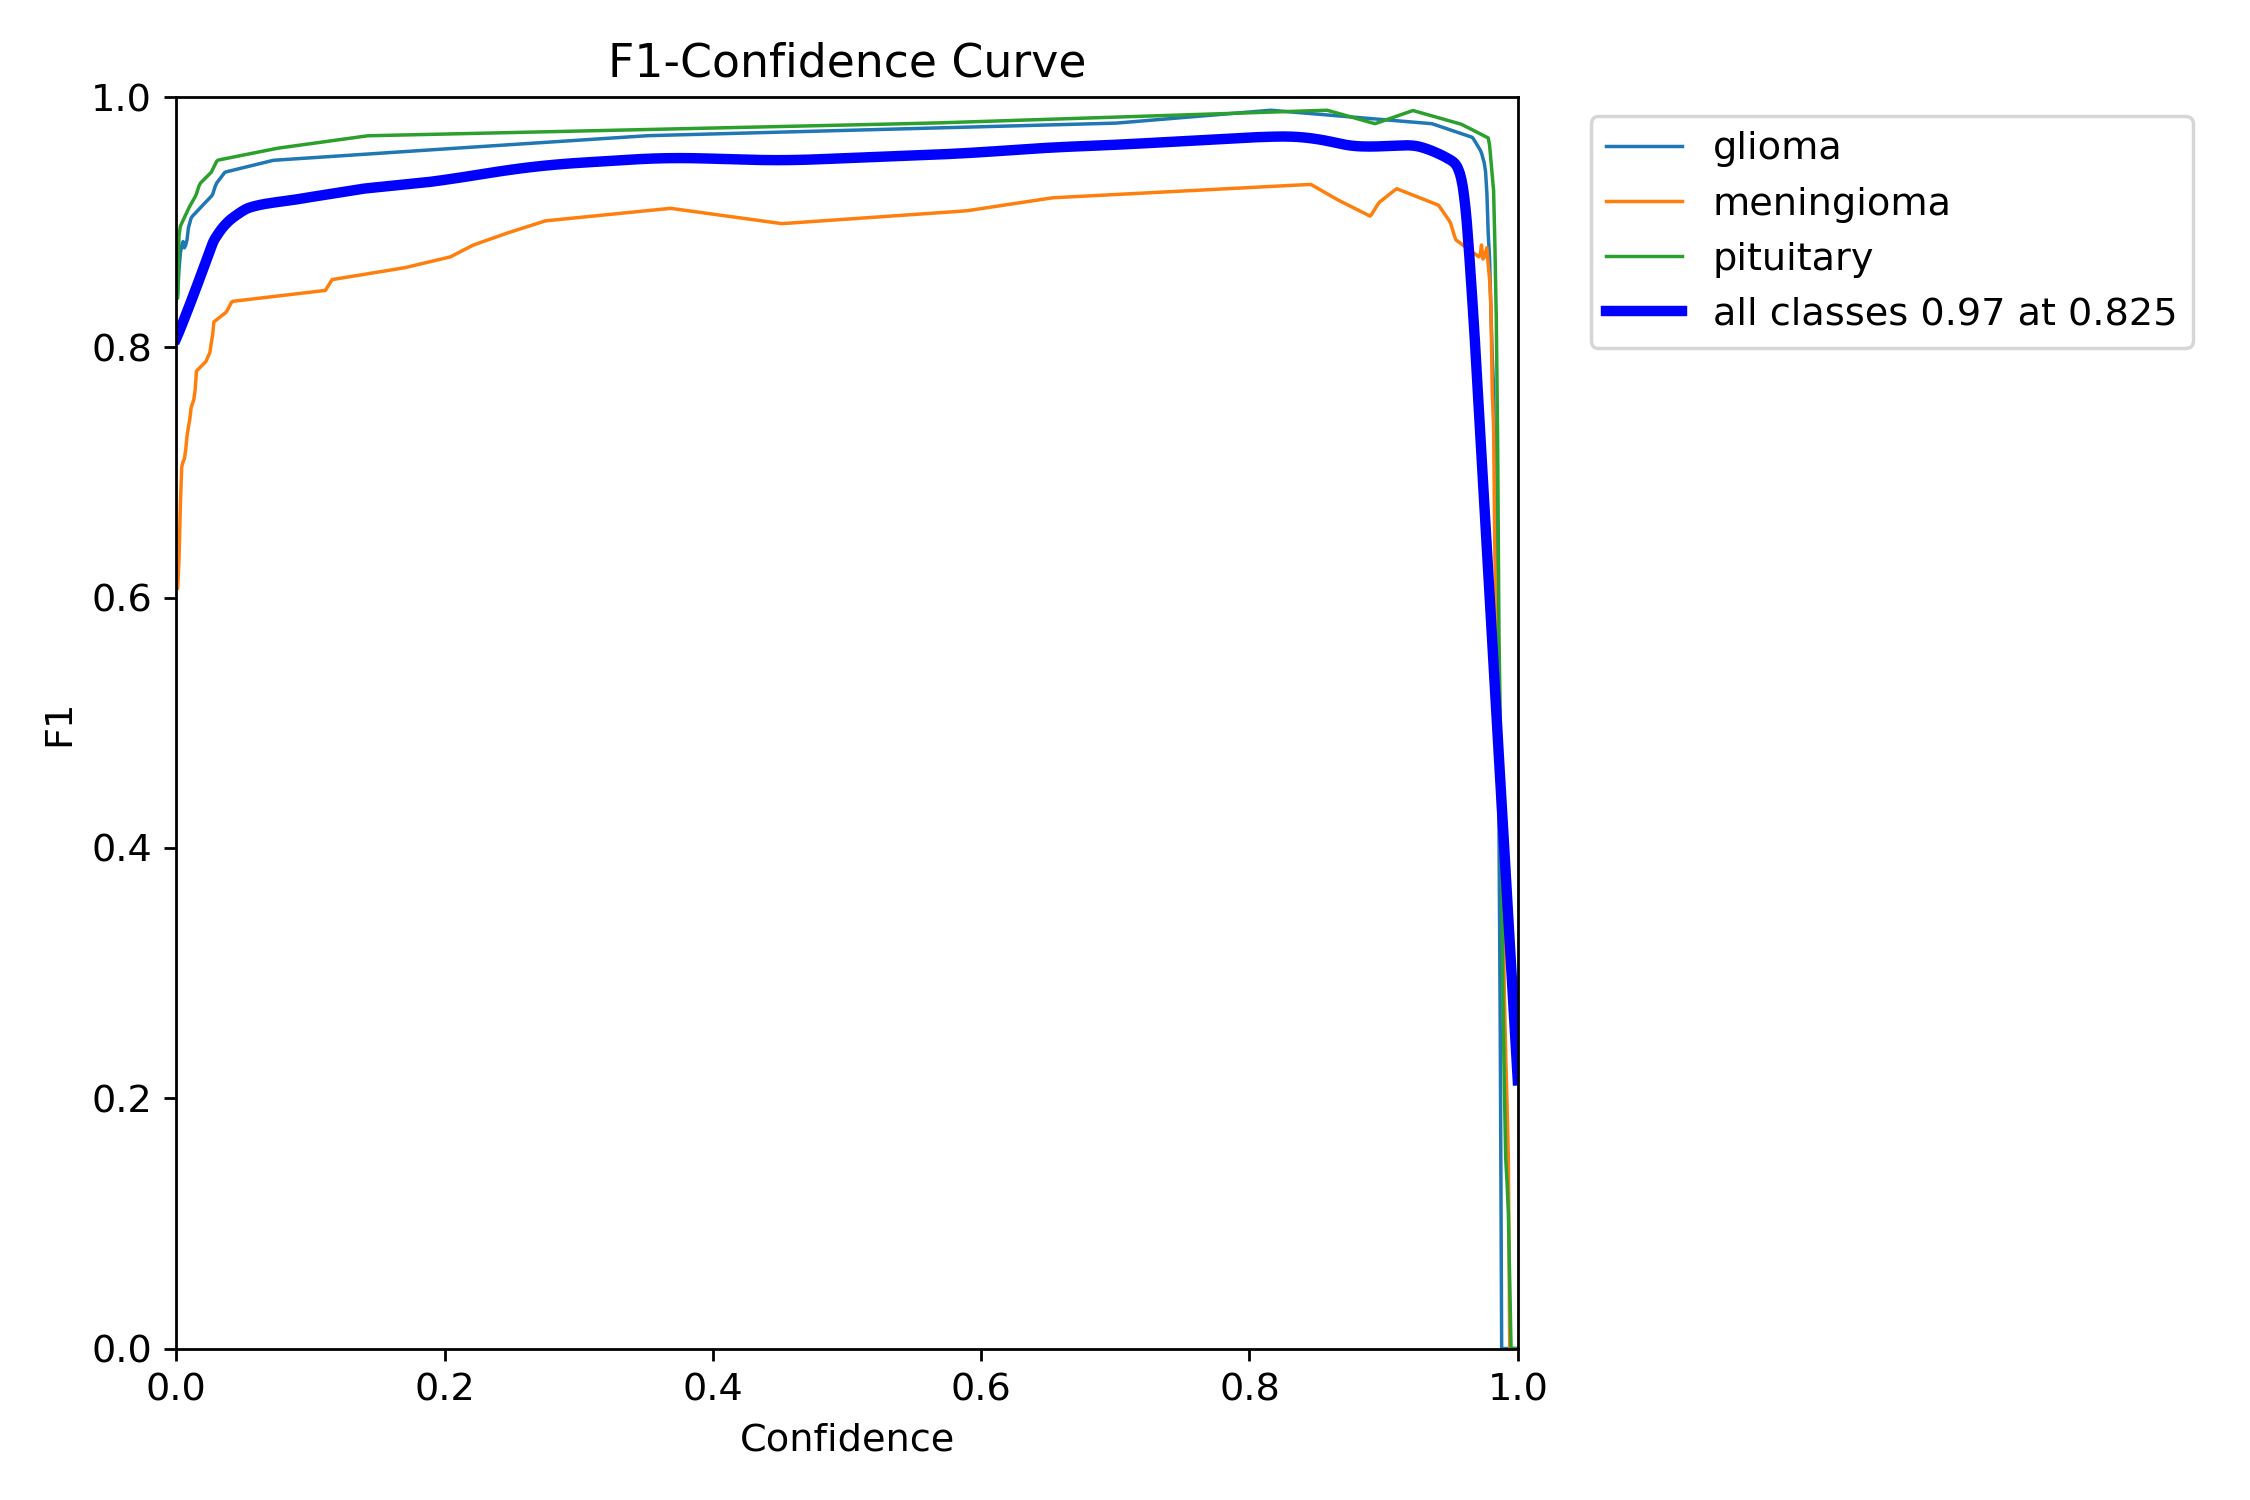 F1-Confidence Curve
1.0
0.8
0.6
0.4
0.2
0.0
F1
0.0 0.2 0.4 0.6 0.8 1.0
Confidence
glioma
meningioma
pituitary
all classes 0.97 at 0.825